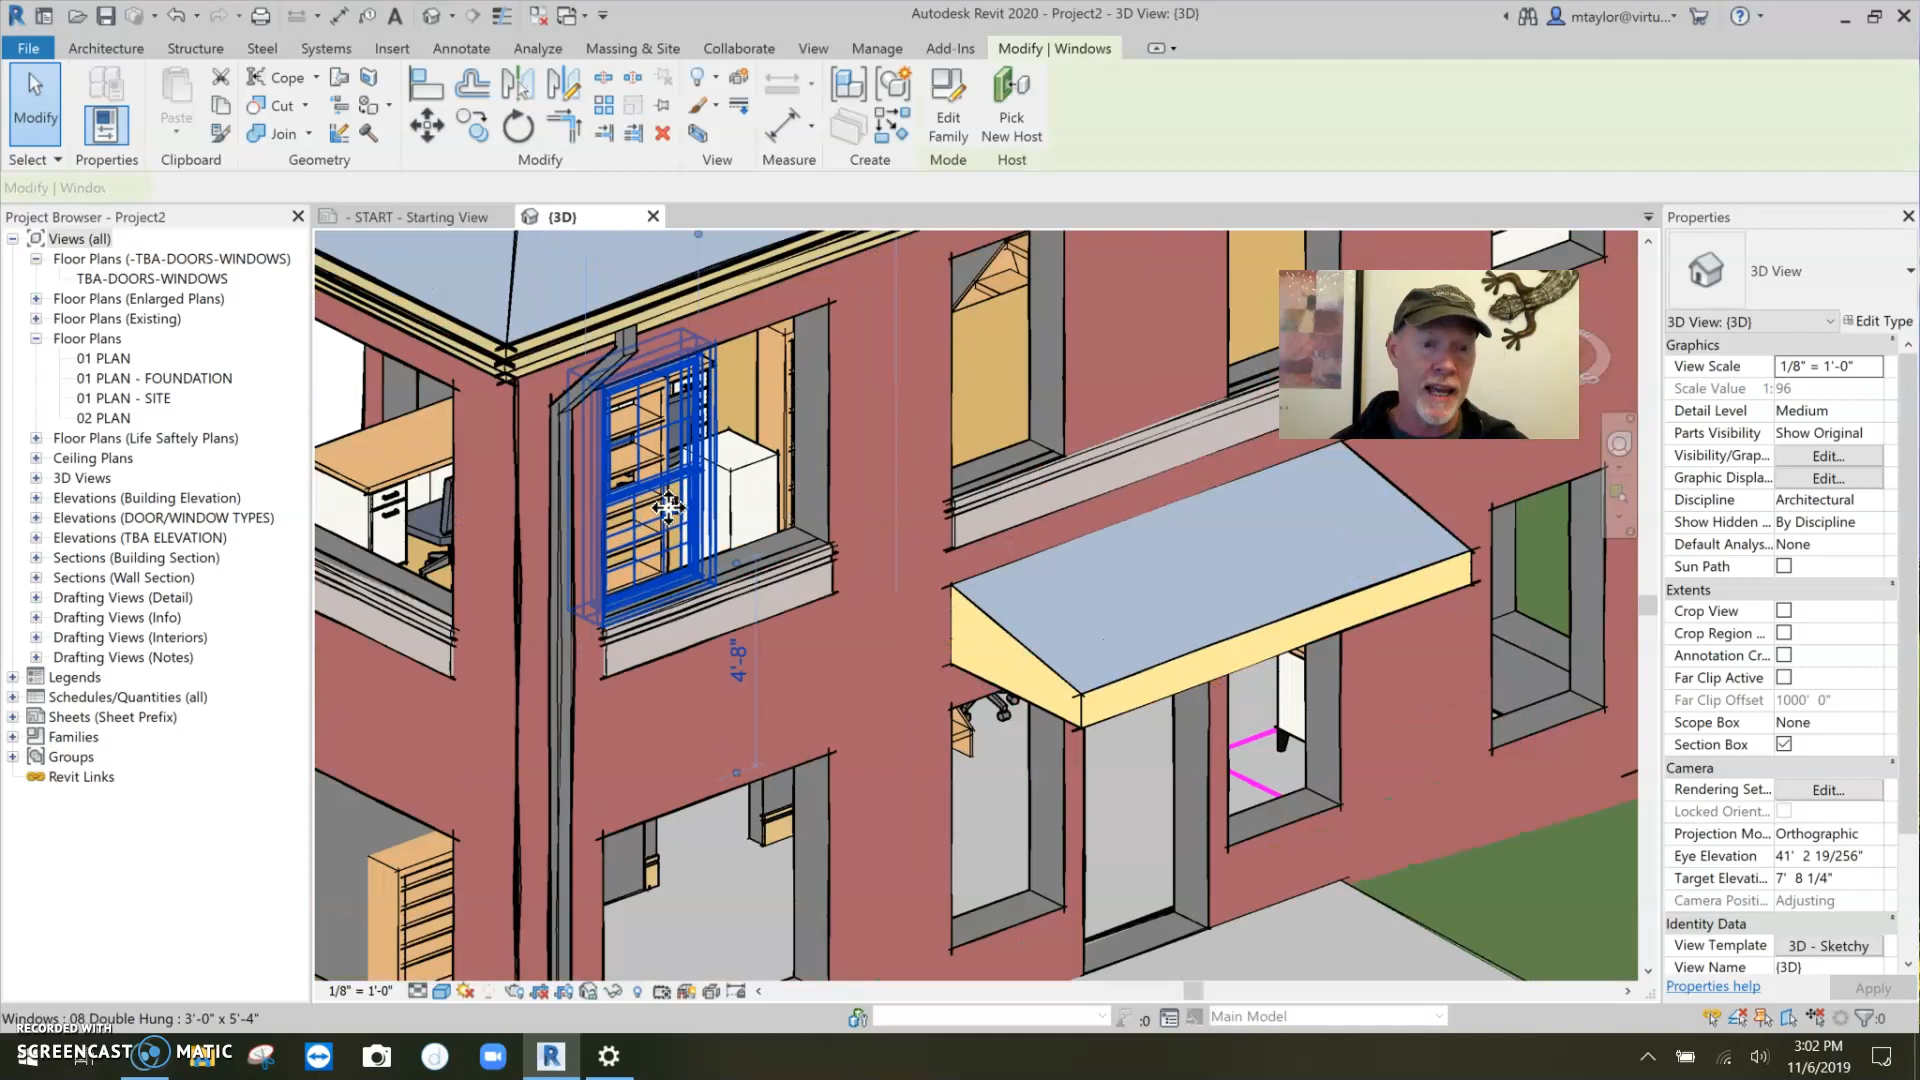 Autodesk Revit 2020 - Project2 - 3D View: {3D}
mtaylor@virtu...
File Architecture Structure Steel Systems Insert Annotate Analyze Massing & Site Collaborate View Manage Add-Ins Modify | Windows
Modify
Select
Properties
Paste
Clipboard
Cope
Cut
Join
Geometry
Modify
View
Measure
Create
Edit
Family
Mode
Pick
New Host
Host
Modify | Window
Project Browser - Project2
Views (all)
Floor Plans (-TBA-DOORS-WINDOWS)
TBA-DOORS-WINDOWS
Floor Plans (Enlarged Plans)
Floor Plans (Existing)
Floor Plans
01 PLAN
01 PLAN - FOUNDATION
01 PLAN - SITE
02 PLAN
Floor Plans (Life Saftely Plans)
Ceiling Plans
3D Views
Elevations (Building Elevation)
Elevations (DOOR/WINDOW TYPES)
Elevations (TBA ELEVATION)
Sections (Building Section)
Sections (Wall Section)
Drafting Views (Detail)
Drafting Views (Info)
Drafting Views (Interiors)
Drafting Views (Notes)
Legends
Schedules/Quantities (all)
Sheets (Sheet Prefix)
Families
Groups
Revit Links
- START - Starting View
{3D}
4'-8"
1/8" = 1'-0"
Properties
3D View
3D View: {3D} Edit Type
Graphics
View Scale 1/8" = 1'-0"
Scale Value 1: 96
Detail Level Medium
Parts Visibility Show Original
Visibility/Grap... Edit...
Graphic Displa... Edit...
Discipline Architectural
Show Hidden ... By Discipline
Default Analys... None
Sun Path
Extents
Crop View
Crop Region ...
Annotation Cr...
Far Clip Active
Far Clip Offset 1000' 0"
Scope Box None
Section Box
Camera
Rendering Set... Edit...
Locked Orient...
Projection Mo... Orthographic
Eye Elevation 41' 2 19/256"
Target Elevati... 7' 8 1/4"
Camera Positi... Adjusting
Identity Data
View Template 3D - Sketchy
View Name {3D}
Properties help Apply
Windows : 08 Double Hung : 3'-0" x 5'-4"
:0
Main Model
:0
RECORDED WITH
SCREENCAST MATIC
3:02 PM
11/6/2019